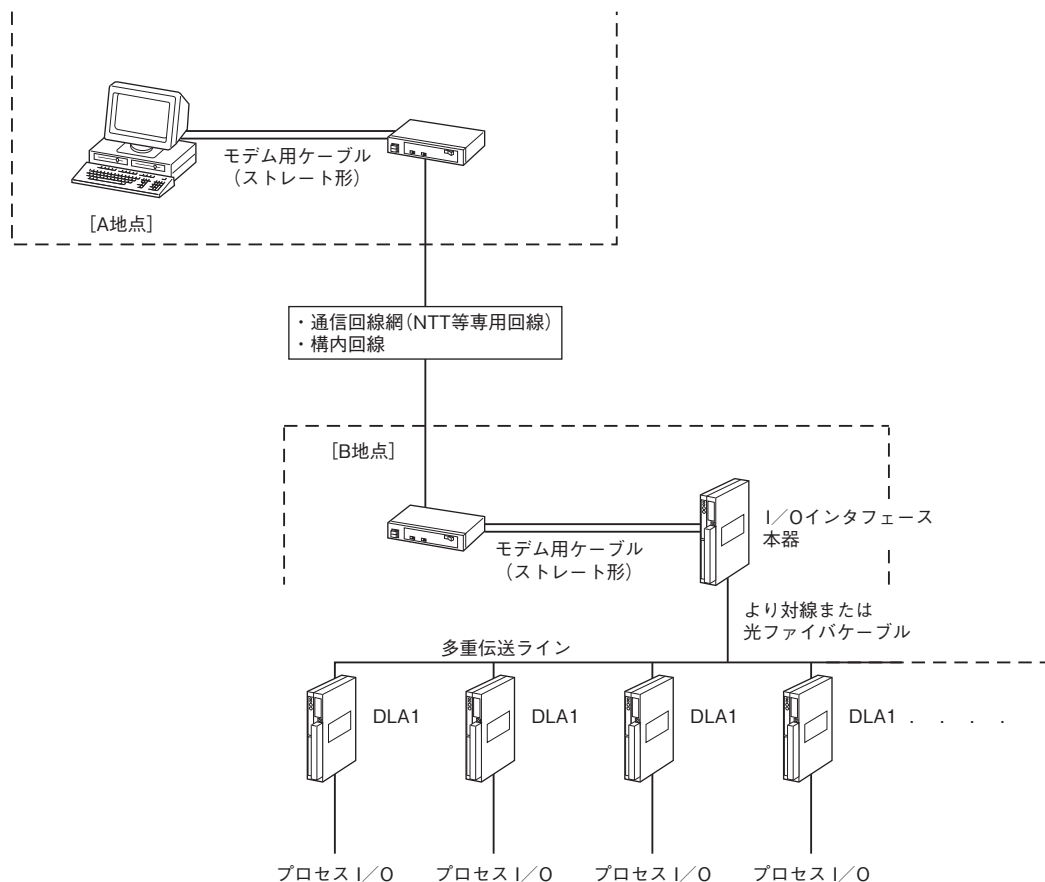 モデム用ケーブル
（ストレート形）
［A地点］
・通信回線網（NTT等専用回線）
・構内回線
［B地点］
I／Oインタフェース
本器
モデム用ケーブル
（ストレート形）
より対線または
光ファイバケーブル
多重伝送ライン
DLA1 DLA1 DLA1 DLA1 . . . .
プロセス I／O プロセス I／O プロセス I／O プロセス I／O